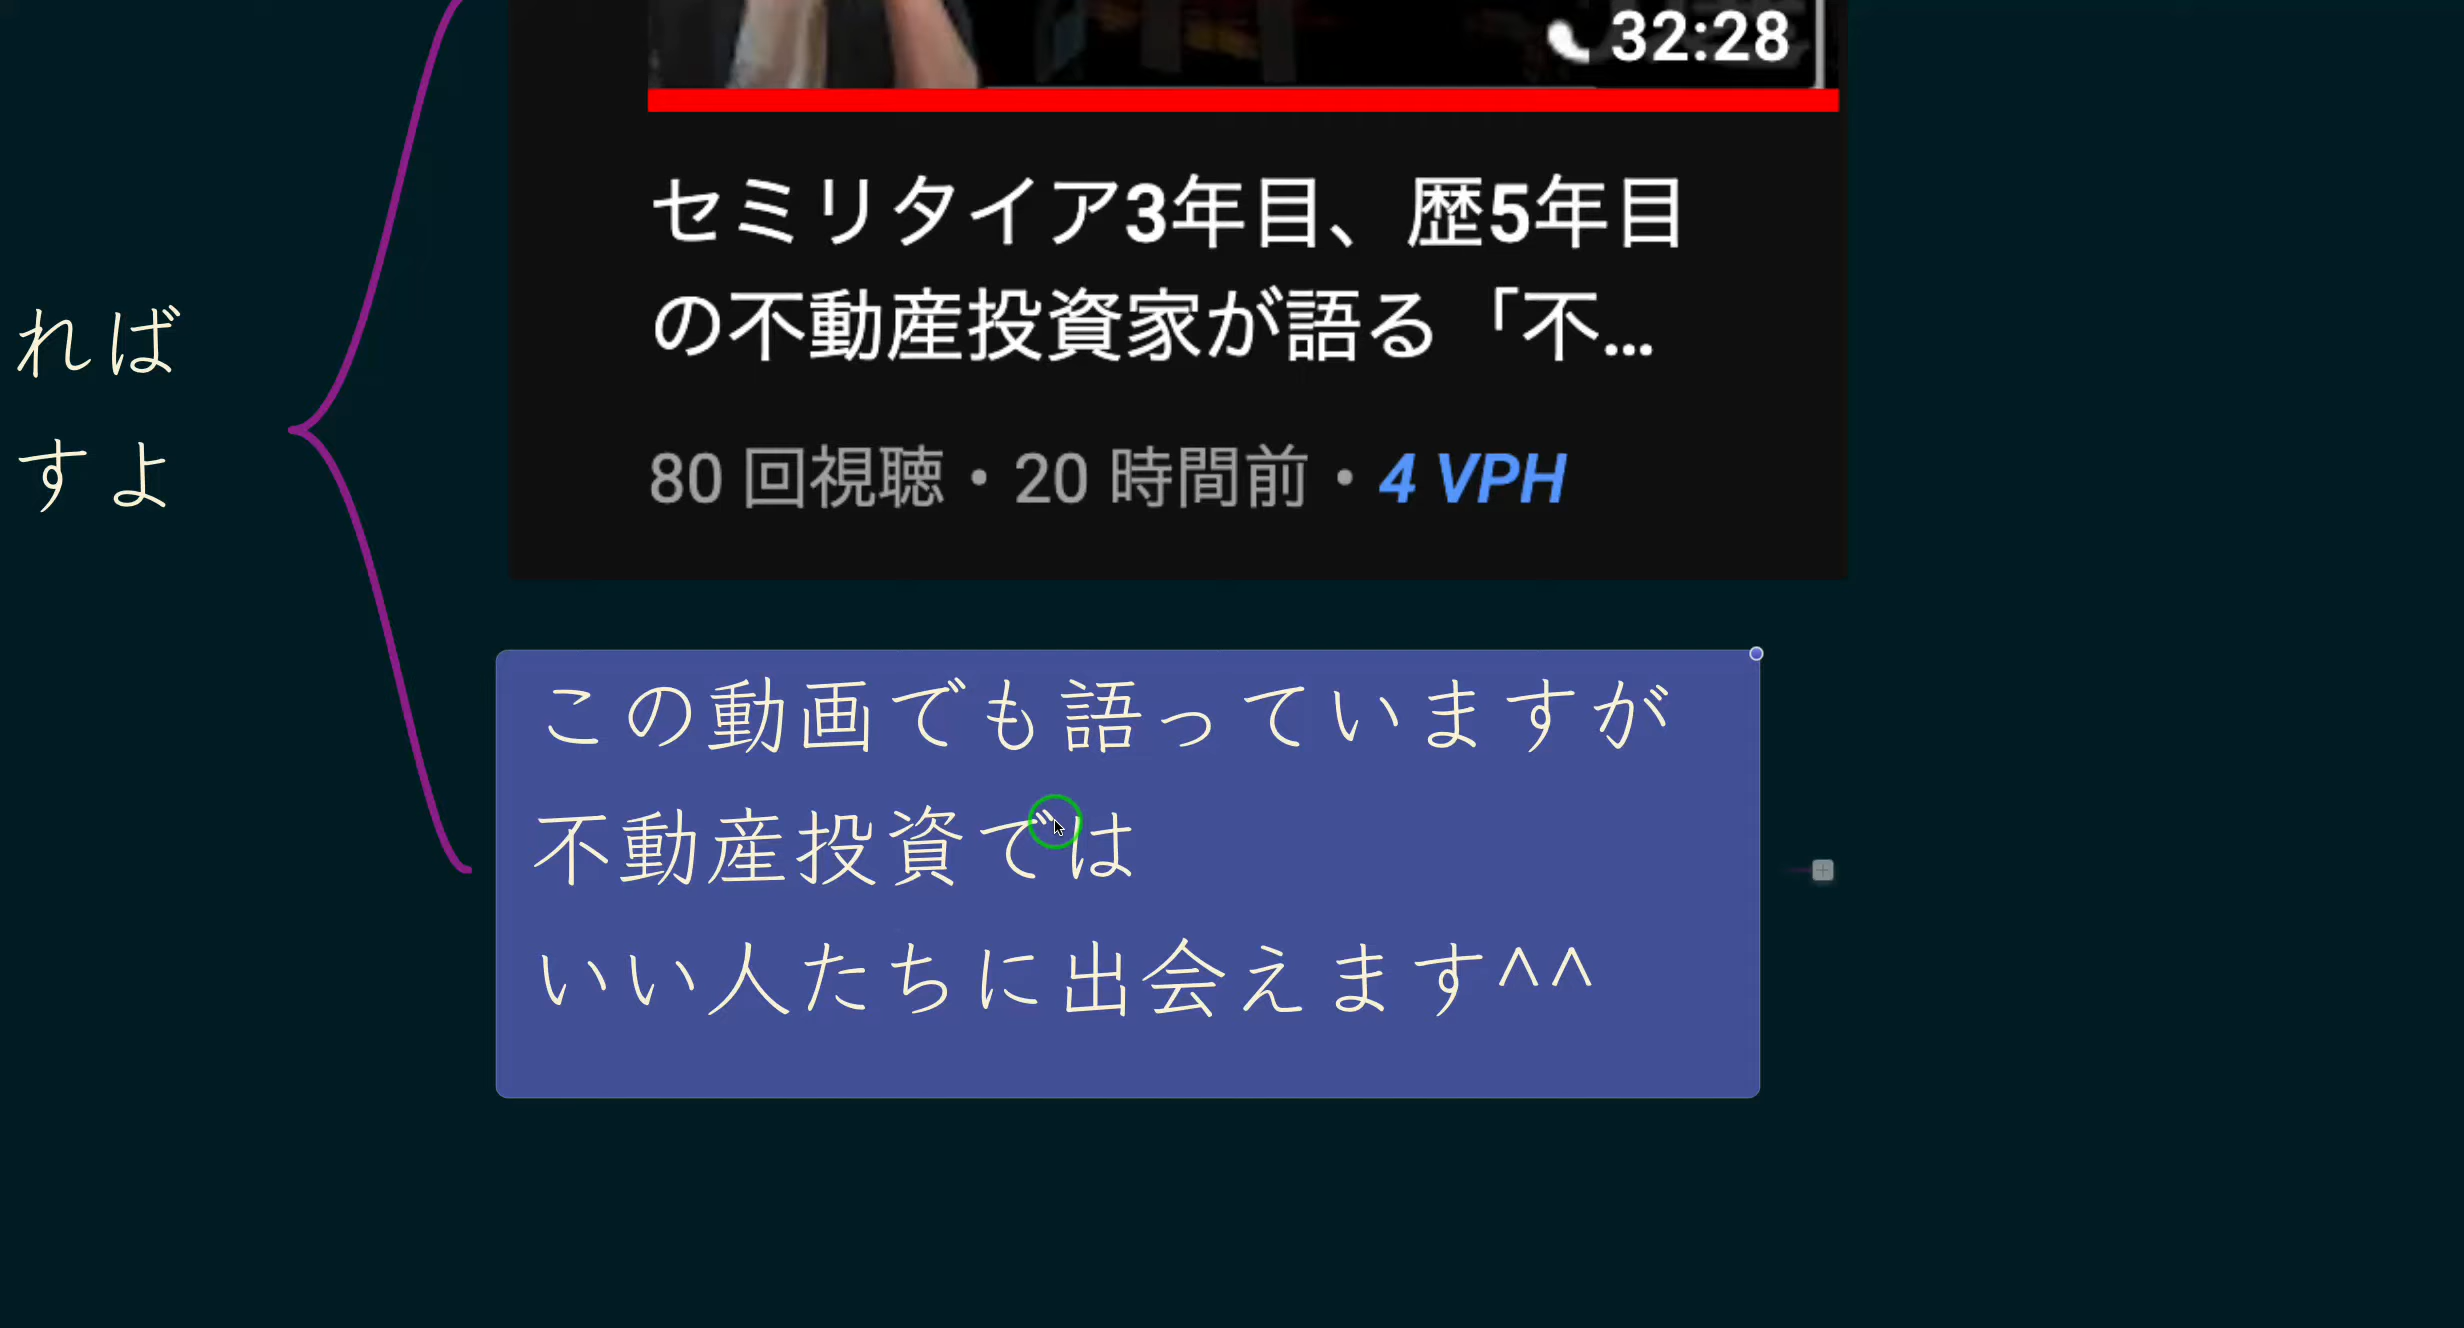 32:28
セミリタイア3年目、歴5年目
の不動産投資家が語る「不...
80 回視聴・20 時間前・4 VPH
れば
すよ
この動画でも語っていますが
不動産投資では
いい人たちに出会えます^^